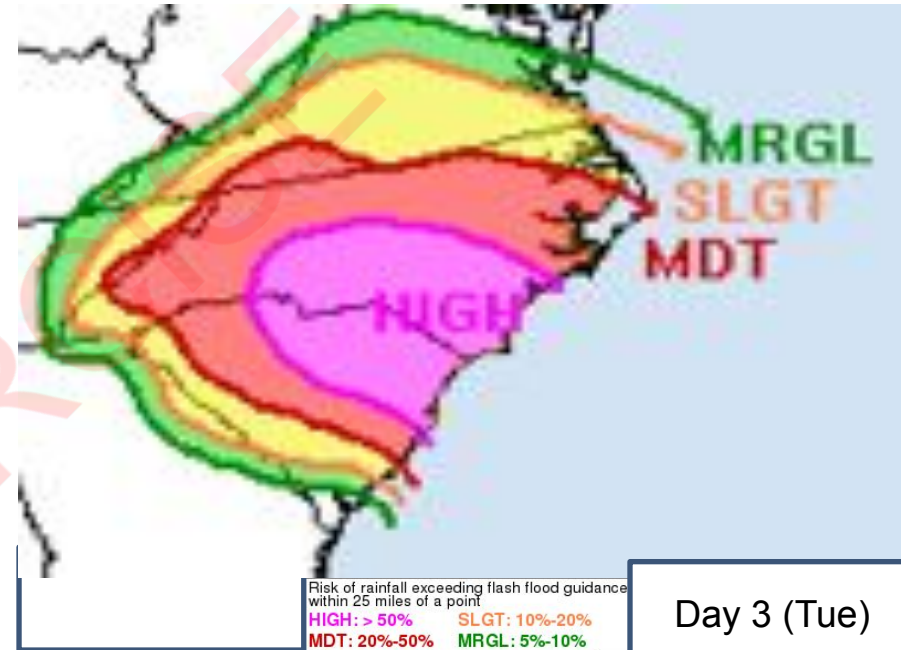 MRGL
SLGT
MDT
HIGH
Risk of rainfall exceeding flash flood guidance
within 25 miles of a point
HIGH: > 50% SLGT: 10%-20%
MDT: 20%-50% MRGL: 5%-10%
Day 3 (Tue)